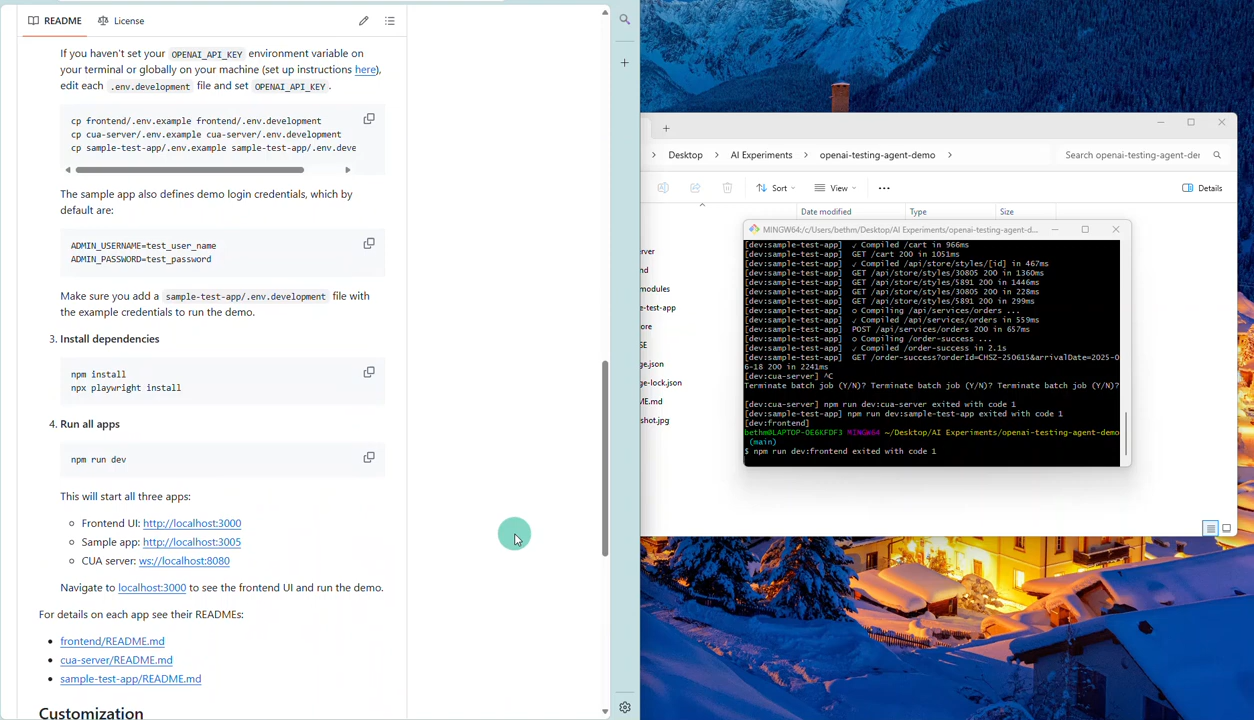 README
License
If you haven't set your OPENAI_API_KEY environment variable on
your terminal or globally on your machine (set up instructions here),
edit each .env.development file and set OPENAI_API_KEY.
cp frontend/.env.example frontend/.env.development
cp cua-server/.env.example cua-server/.env.development
cp sample-test-app/.env.example sample-test-app/.env.deve
The sample app also defines demo login credentials, which by
default are:
ADMIN_USERNAME=test_user_name
ADMIN_PASSWORD=test_password
Make sure you add a sample-test-app/.env.development file with
the example credentials to run the demo.
3. Install dependencies
npm install
npx playwright install
4. Run all apps
npm run dev
This will start all three apps:
Frontend UI: http://localhost:3000
Sample app: http://localhost:3005
CUA server: ws://localhost:8080
Navigate to localhost:3000 to see the frontend UI and run the demo.
For details on each app see their READMEs:
frontend/README.md
cua-server/README.md
sample-test-app/README.md
Customization
Desktop
AI Experiments
openai-testing-agent-demo
Search openai-testing-agent-der
Sort
View
Details
Date modified
Type
Size
erver
nd
modules
e-test-app
ore
SE
ge.json
ge-lock.json
ME.md
shot.jpg
MINGW64:/c/Users/bethm/Desktop/AI Experiments/openai-testing-agent-d...
[dev:sample-test-app] ✓ Compiled /cart in 966ms
[dev:sample-test-app] GET /cart 200 in 1051ms
[dev:sample-test-app] ✓ Compiled /api/store/styles/[id] in 467ms
[dev:sample-test-app] GET /api/store/styles/30805 200 in 1360ms
[dev:sample-test-app] GET /api/store/styles/5891 200 in 1446ms
[dev:sample-test-app] GET /api/store/styles/30805 200 in 228ms
[dev:sample-test-app] GET /api/store/styles/5891 200 in 299ms
[dev:sample-test-app] ○ Compiling /api/services/orders ...
[dev:sample-test-app] ✓ Compiled /api/services/orders in 559ms
[dev:sample-test-app] POST /api/services/orders 200 in 657ms
[dev:sample-test-app] ○ Compiling /order-success ...
[dev:sample-test-app] ✓ Compiled /order-success in 2.1s
[dev:sample-test-app] GET /order-success?orderId=CHSZ-250615&arrivalDate=2025-0
6-18 200 in 2241ms
[dev:cua-server] ^C
Terminate batch job (Y/N)? Terminate batch job (Y/N)? Terminate batch job (Y/N)?
[dev:cua-server] npm run dev:cua-server exited with code 1
[dev:sample-test-app] npm run dev:sample-test-app exited with code 1
[dev:frontend]
bethm@LAPTOP-OE6KFDF3 MINGW64 ~/Desktop/AI Experiments/openai-testing-agent-demo
(main)
$ npm run dev:frontend exited with code 1